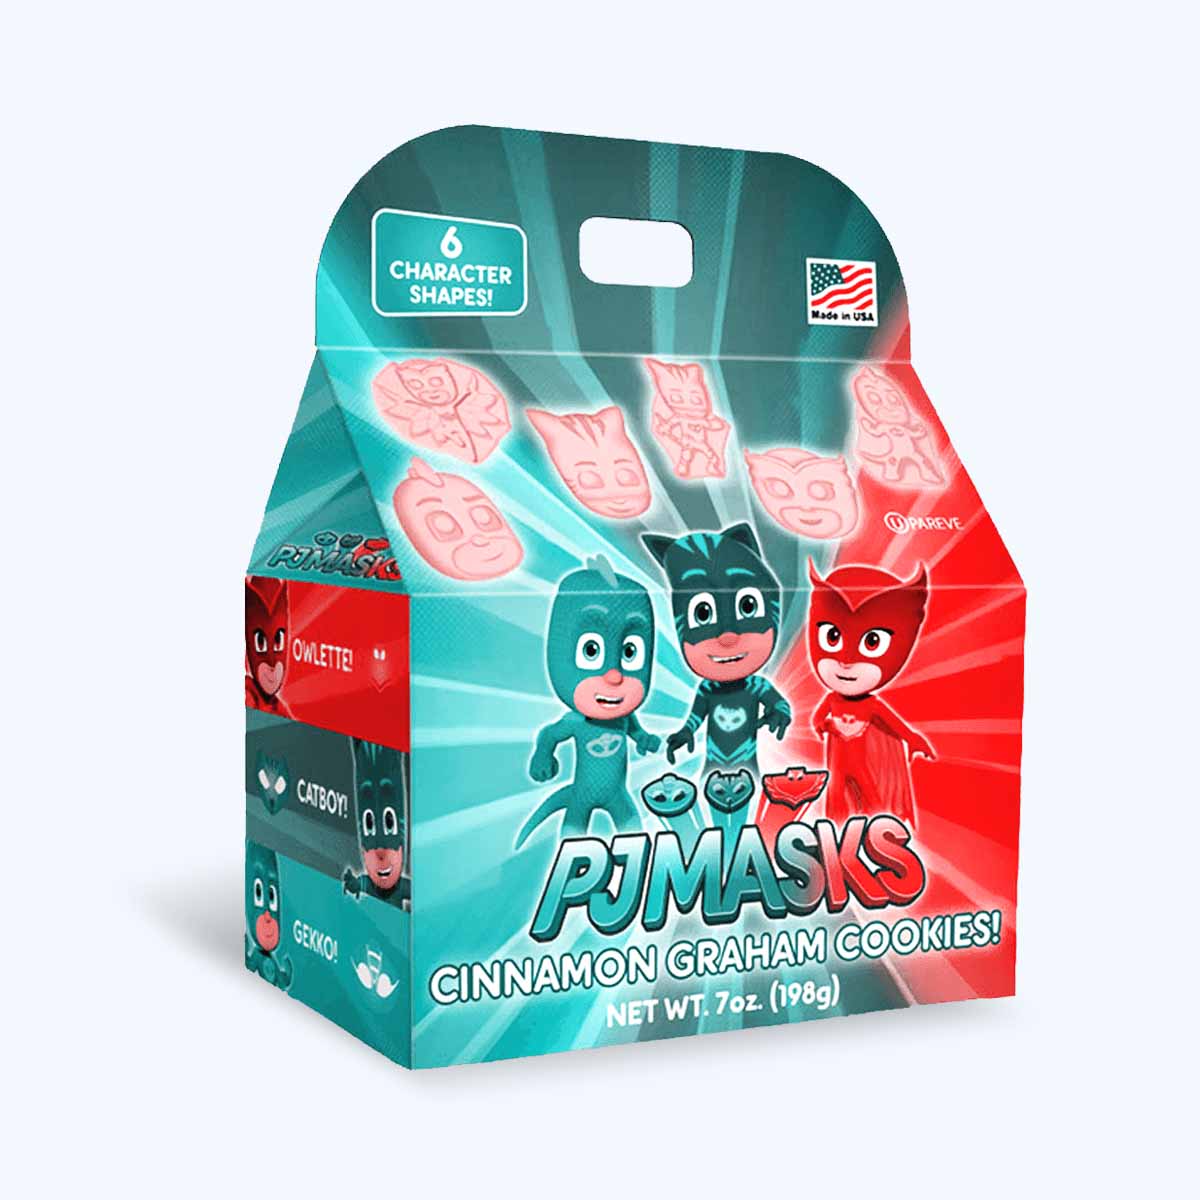 6
CHARACTER
SHAPES!
Made in USA
U PAREVE
PJMASKS
OWLETTE!
CATBOY!
GEKKO!
PJMASKS
CINNAMON GRAHAM COOKIES!
NET WT. 7oz. (198g)